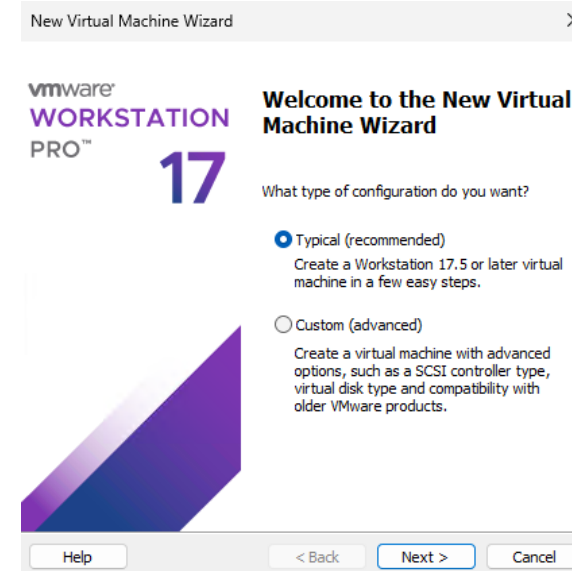 New Virtual Machine Wizard
vmware®
WORKSTATION
PRO™
17
Welcome to the New Virtual
Machine Wizard
What type of configuration do you want?
Typical (recommended)
Create a Workstation 17.5 or later virtual
machine in a few easy steps.
Custom (advanced)
Create a virtual machine with advanced
options, such as a SCSI controller type,
virtual disk type and compatibility with
older VMware products.
Help
< Back
Next >
Cancel